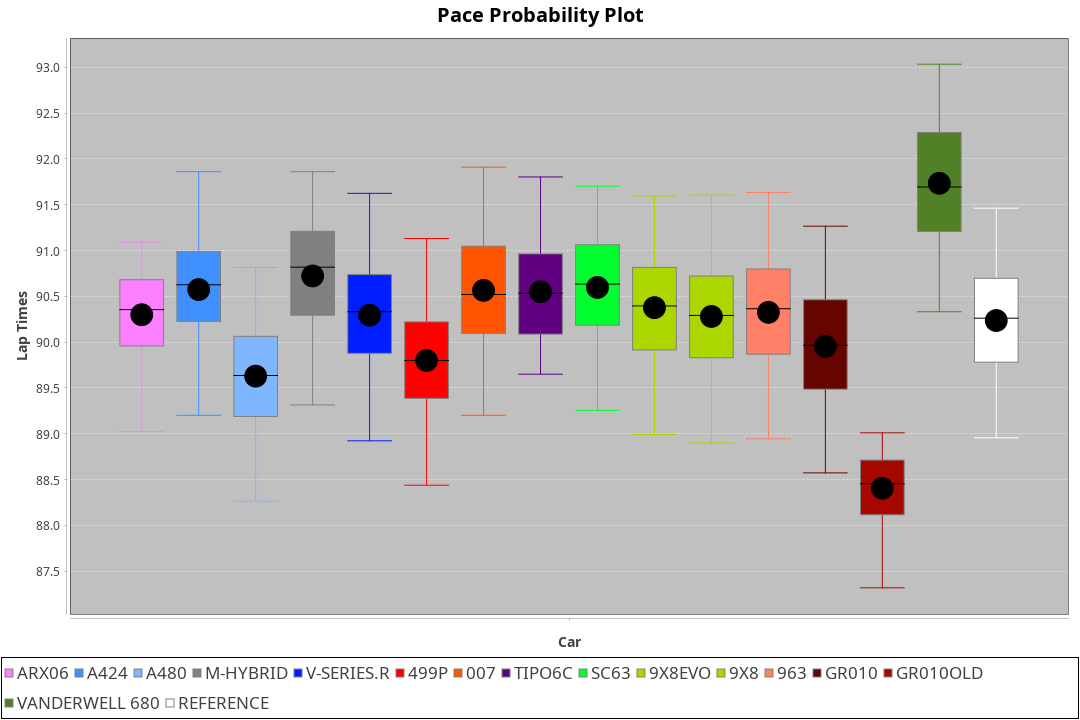 Pace Probability Plot
93.0
92.5
92.0
91.5
91.0
90.5
90.0
89.5
89.0
88.5
88.0
87.5
Lap Times
Car
ARX06 A424 A480 M-HYBRID V-SERIES.R 499P 007 TIPO6C SC63 9X8EVO 9X8 963 GR010 GR010OLD
VANDERWELL 680 REFERENCE